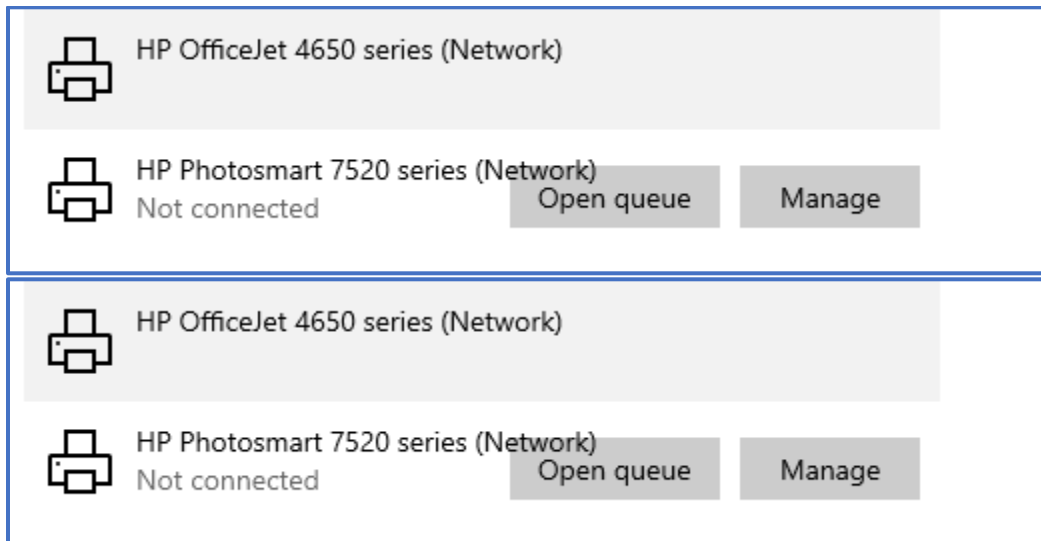 HP OfficeJet 4650 series (Network)
HP Photosmart 7520 series (Network)
Not connected
Open queue
Manage
HP OfficeJet 4650 series (Network)
HP Photosmart 7520 series (Network)
Not connected
Open queue
Manage